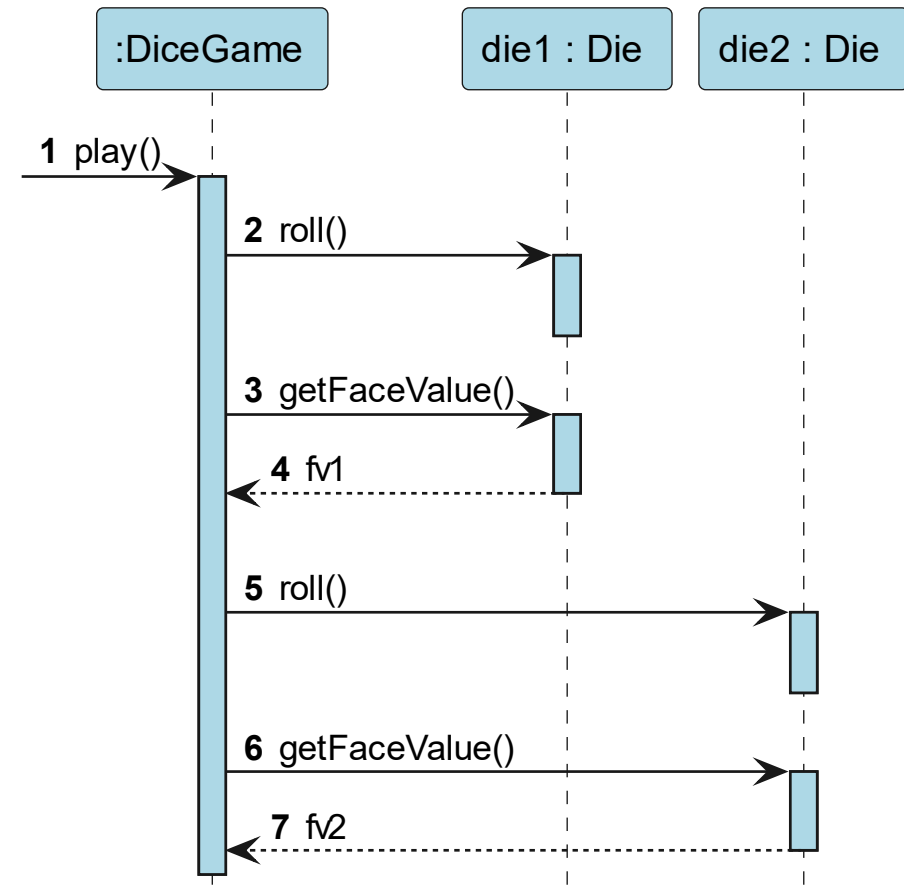 :DiceGame
die1 : Die
die2 : Die
1 play()
2 roll()
3 getFaceValue()
4 fv1
5 roll()
6 getFaceValue()
7 fv2